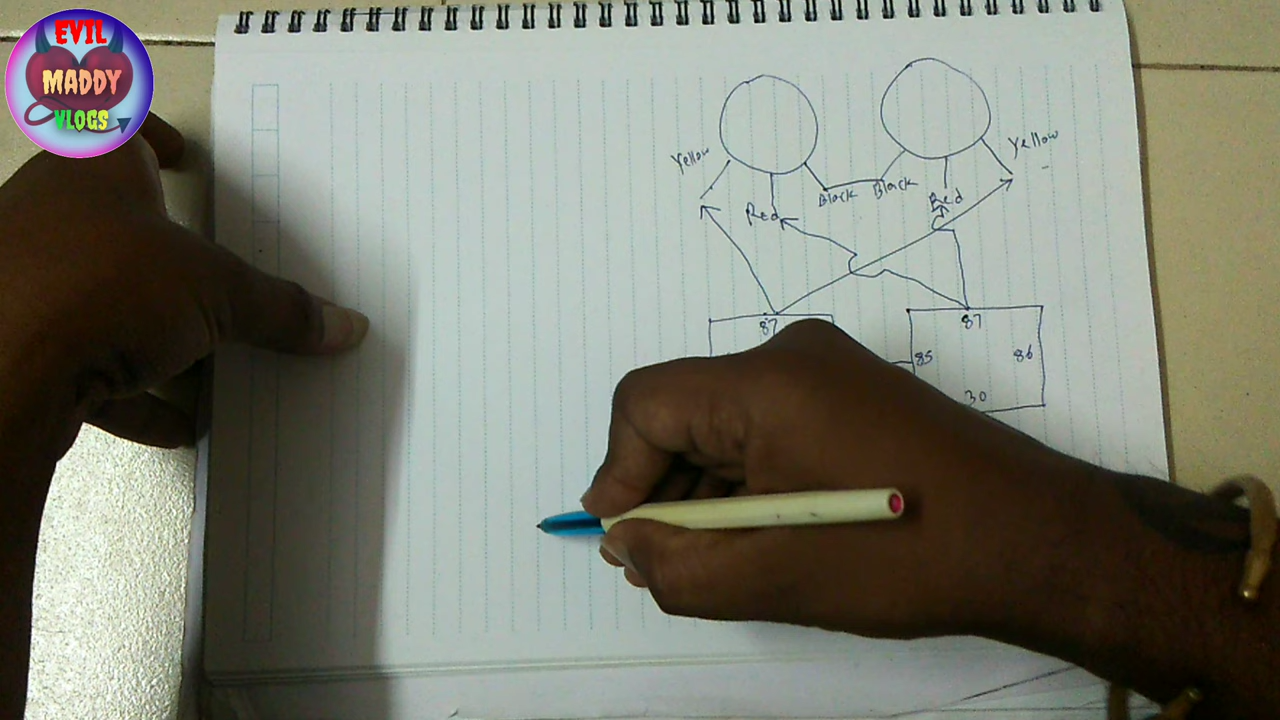 EVIL
MADDY
VLOGS
Yellow
Red
Black
Black
Red
Yellow
87
87
85
86
30